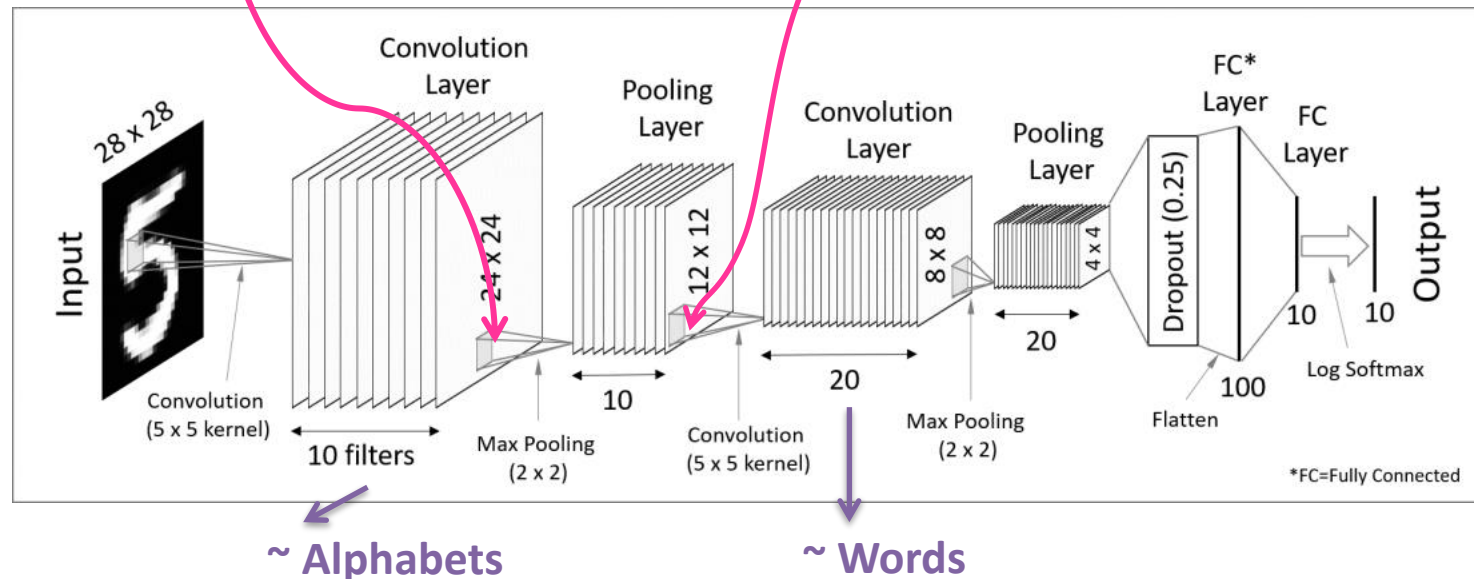 Input
28 x 28
Convolution
(5 x 5 kernel)
Convolution
Layer
24 x 24
10 filters
Max Pooling
(2 x 2)
Pooling
Layer
12 x 12
10
Convolution
(5 x 5 kernel)
Convolution
Layer
8 x 8
20
Max Pooling
(2 x 2)
Pooling
Layer
4 x 4
20
Dropout (0.25)
Flatten
FC*
Layer
100
FC
Layer
10
Log Softmax
10
Output
*FC=Fully Connected
~ Alphabets
~ Words